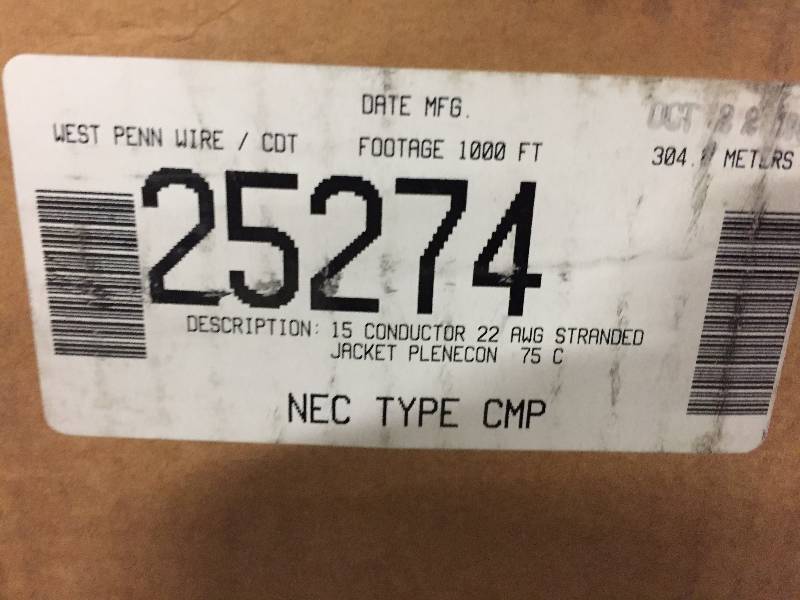 DATE MFG.
WEST PENN WIRE / CDT
FOOTAGE 1000 FT
METERS
25274
DESCRIPTION: 15 CONDUCTOR 22 AWG STRANDED
JACKET PLENECON 75 C
NEC TYPE CMP